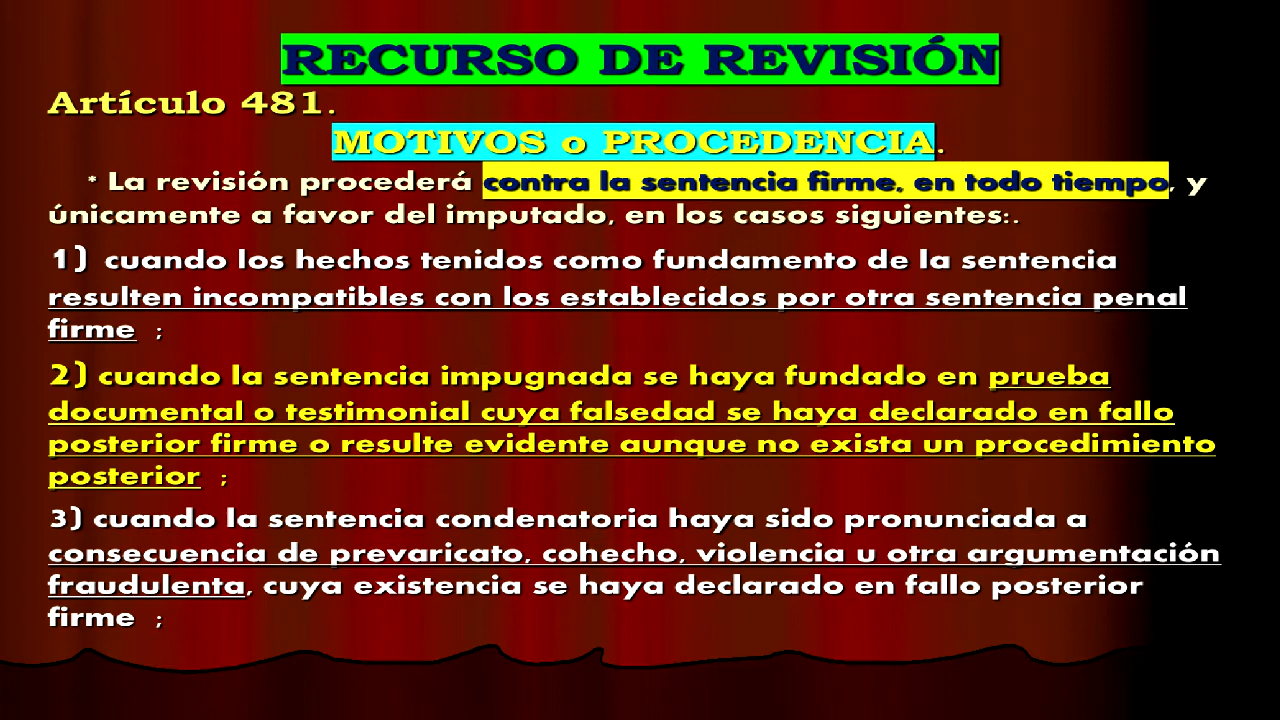 RECURSO DE REVISIÓN
Artículo 481.
MOTIVOS o PROCEDENCIA.
* La revisión procederá contra la sentencia firme, en todo tiempo, y
únicamente a favor del imputado, en los casos siguientes:.
1) cuando los hechos tenidos como fundamento de la sentencia
resulten incompatibles con los establecidos por otra sentencia penal
firme ;
2) cuando la sentencia impugnada se haya fundado en prueba
documental o testimonial cuya falsedad se haya declarado en fallo
posterior firme o resulte evidente aunque no exista un procedimiento
posterior ;
3) cuando la sentencia condenatoria haya sido pronunciada a
consecuencia de prevaricato, cohecho, violencia u otra argumentación
fraudulenta, cuya existencia se haya declarado en fallo posterior
firme ;